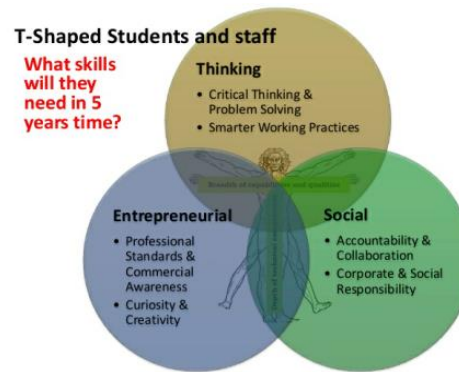 T-Shaped Students and staff
What skills
will they
need in 5
years time?
Thinking
• Critical Thinking &
Problem Solving
• Smarter Working Practices
Entrepreneurial
• Professional
Standards &
Commercial
Awareness
• Curiosity &
Creativity
Social
• Accountability &
Collaboration
• Corporate & Social
Responsibility